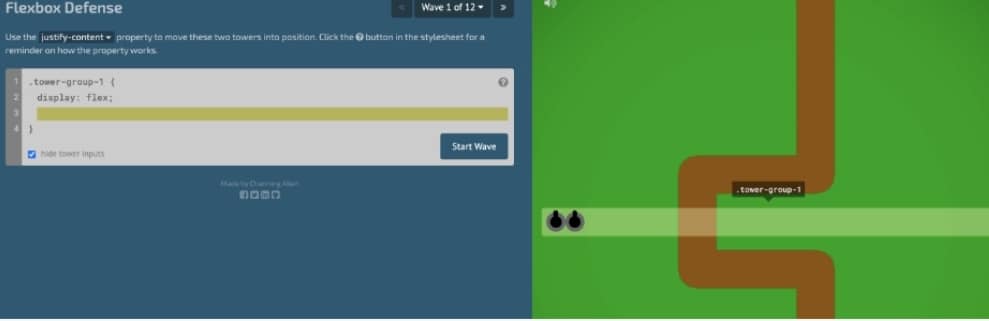 Flexbox Defense
< Wave 1 of 12 ▾ »
Use the justify-content ▾ property to move these two towers into position. Click the ? button in the stylesheet for a
reminder on how the property works.
1 .tower-group-1 {
2 display: flex;
3
4 }
hide tower inputs
Start Wave
Made by Channing Allen
.tower-group-1